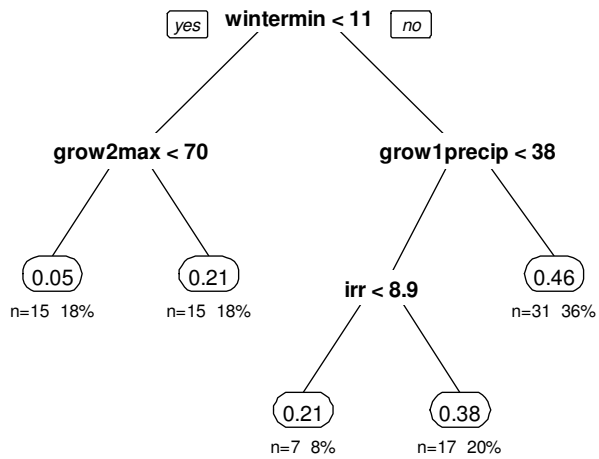 yes wintermin < 11 no
grow2max < 70 grow1precip < 38
0.05 0.21 irr < 8.9 0.46
n=15 18% n=15 18% n=31 36%
0.21 0.38
n=7 8% n=17 20%